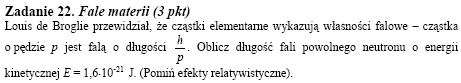 Zadanie 22. Fale materii (3 pkt)
Louis de Broglie przewidział, że cząstki elementarne wykazują własności falowe – cząstka
o pędzie p jest falą o długości h/p. Oblicz długość fali powolnego neutronu o energii
kinetycznej E = 1,6·10⁻²¹ J. (Pomiń efekty relatywistyczne).